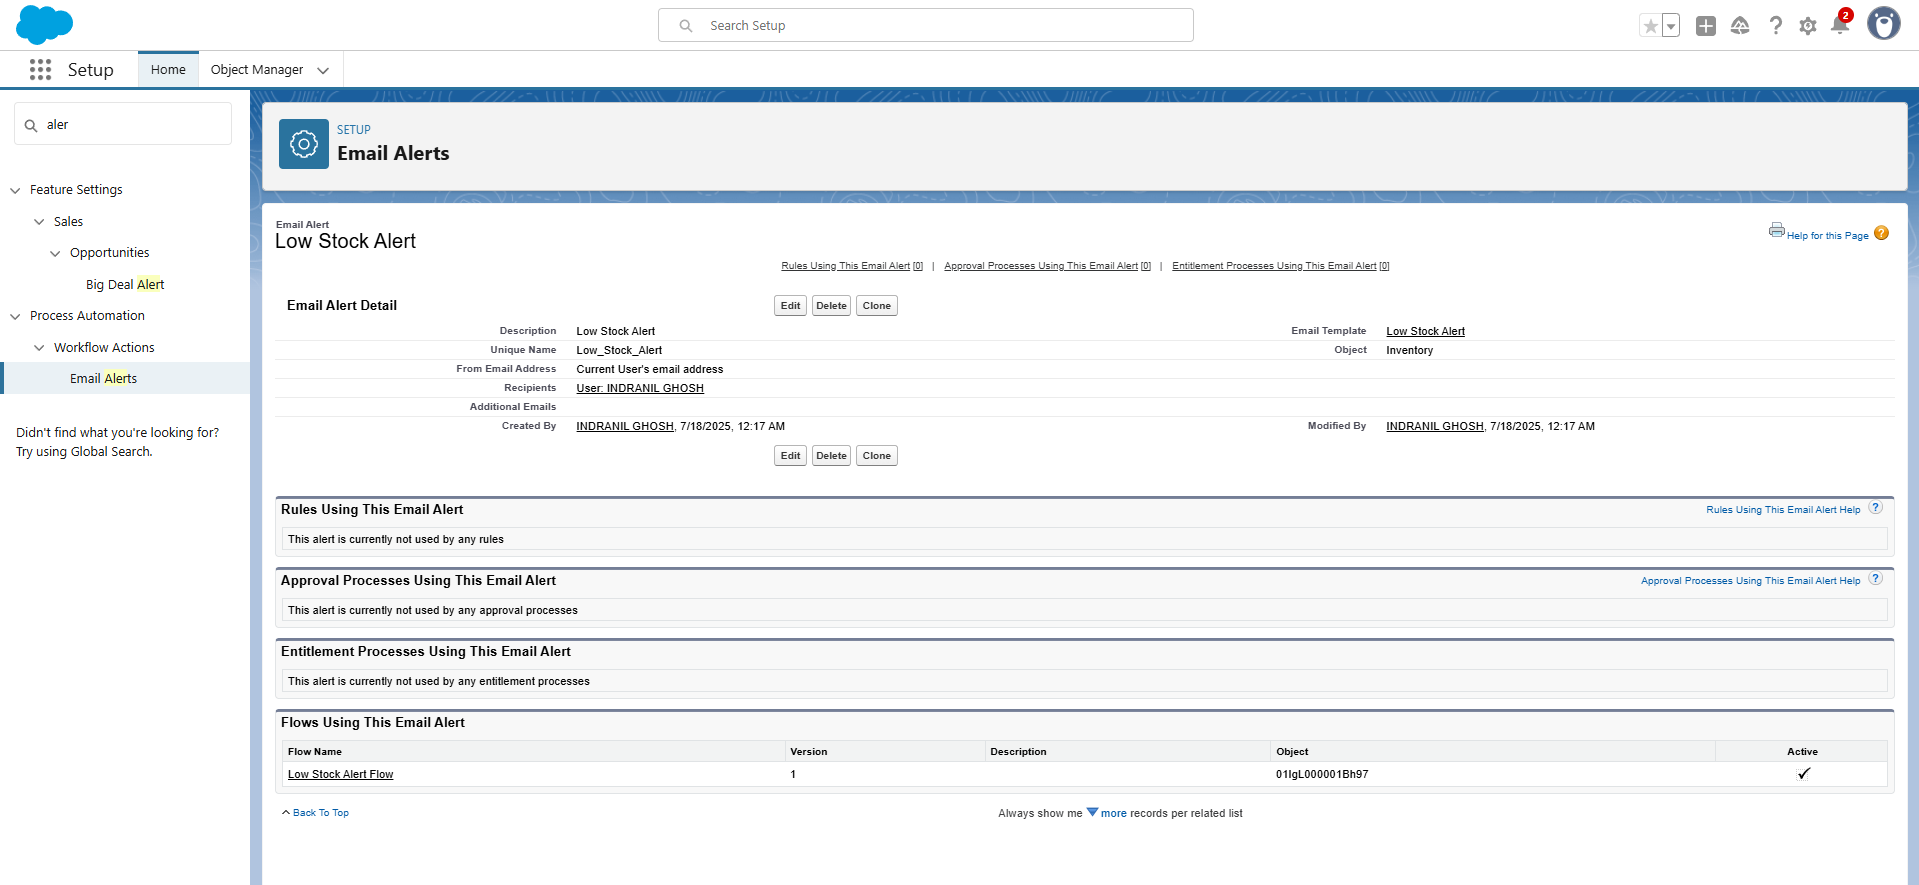 Search Setup
2
Setup
Home
Object Manager
aler
Feature Settings
Sales
Opportunities
Big Deal Alert
Process Automation
Workflow Actions
Email Alerts
Didn't find what you're looking for?
Try using Global Search.
SETUP
Email Alerts
Email Alert
Low Stock Alert
Help for this Page ?
Rules Using This Email Alert [0] | Approval Processes Using This Email Alert [0] | Entitlement Processes Using This Email Alert [0]
Email Alert Detail
Edit Delete Clone
Description Low Stock Alert Email Template Low Stock Alert
Unique Name Low_Stock_Alert Object Inventory
From Email Address Current User's email address
Recipients User: INDRANIL GHOSH
Additional Emails
Created By INDRANIL GHOSH, 7/18/2025, 12:17 AM Modified By INDRANIL GHOSH, 7/18/2025, 12:17 AM
Edit Delete Clone
Rules Using This Email Alert Rules Using This Email Alert Help ?
This alert is currently not used by any rules
Approval Processes Using This Email Alert Approval Processes Using This Email Alert Help ?
This alert is currently not used by any approval processes
Entitlement Processes Using This Email Alert
This alert is currently not used by any entitlement processes
Flows Using This Email Alert
Flow Name Version Description Object Active
Low Stock Alert Flow 1 01IgL000001Bh97 ✓
^ Back To Top Always show me ▼ more records per related list